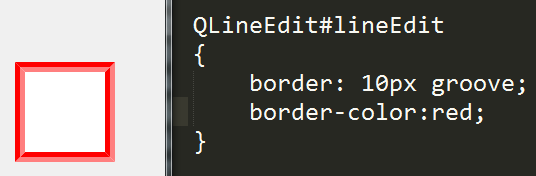 QLineEdit#lineEdit
{
    border: 10px groove;
    border-color:red;
}